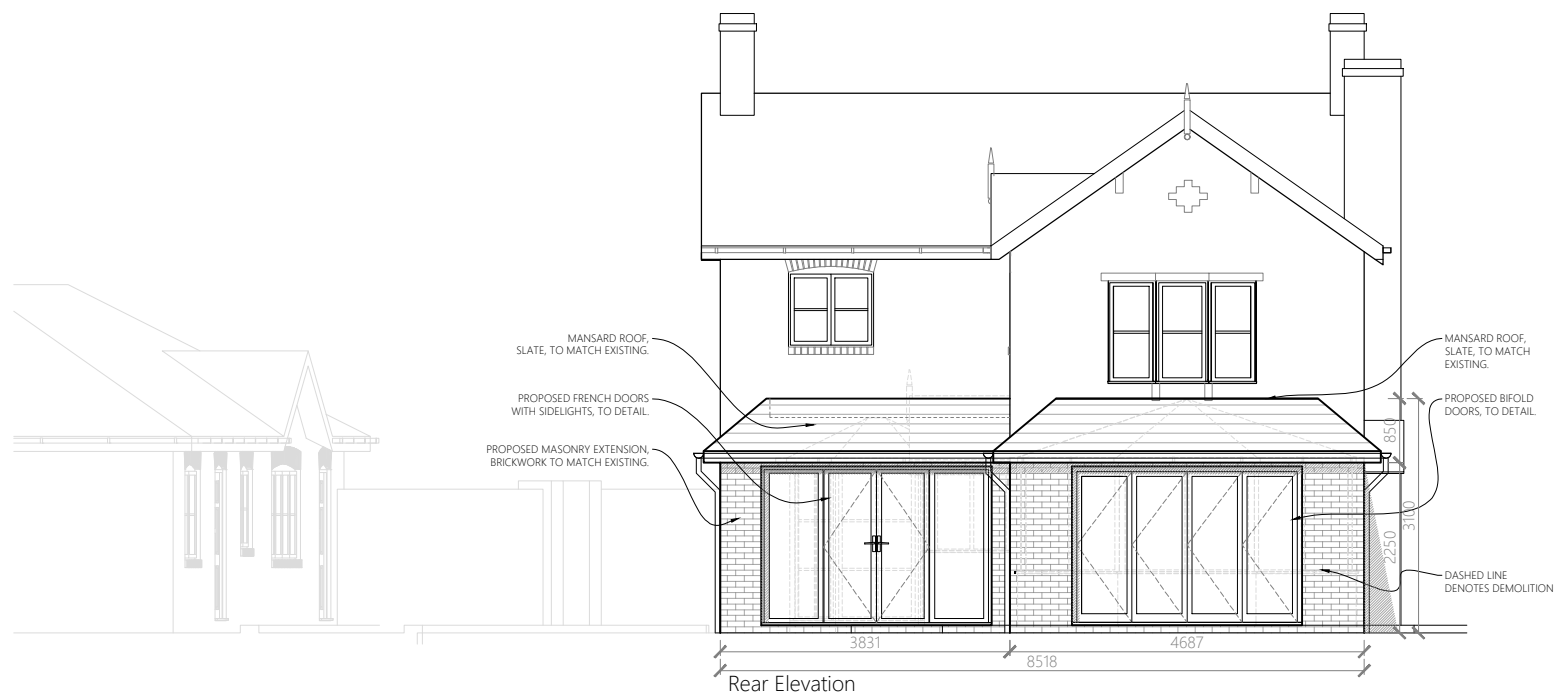 MANSARD ROOF,
SLATE, TO MATCH EXISTING.
PROPOSED FRENCH DOORS
WITH SIDELIGHTS, TO DETAIL.
PROPOSED MASONRY EXTENSION,
BRICKWORK TO MATCH EXISTING.
MANSARD ROOF,
SLATE, TO MATCH
EXISTING.
PROPOSED BIFOLD
DOORS, TO DETAIL.
850
3100
2250
DASHED LINE
DENOTES DEMOLITION
3831
4687
8518
Rear Elevation